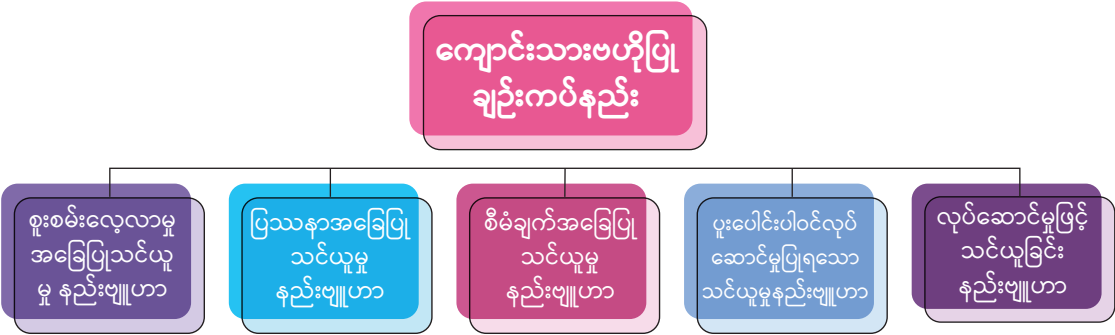 ကျောင်းသားဗဟိုပြု
ချဉ်းကပ်နည်း
စူးစမ်းလေ့လာမှု
အခြေပြုသင်ယူ
မှု နည်းဗျူဟာ
ပြဿနာအခြေပြု
သင်ယူမှု
နည်းဗျူဟာ
စီမံချက်အခြေပြု
သင်ယူမှု
နည်းဗျူဟာ
ပူးပေါင်းပါဝင်လုပ်
ဆောင်မှုပြုရသော
သင်ယူမှုနည်းဗျူဟာ
လုပ်ဆောင်မှုဖြင့်
သင်ယူခြင်း
နည်းဗျူဟာ